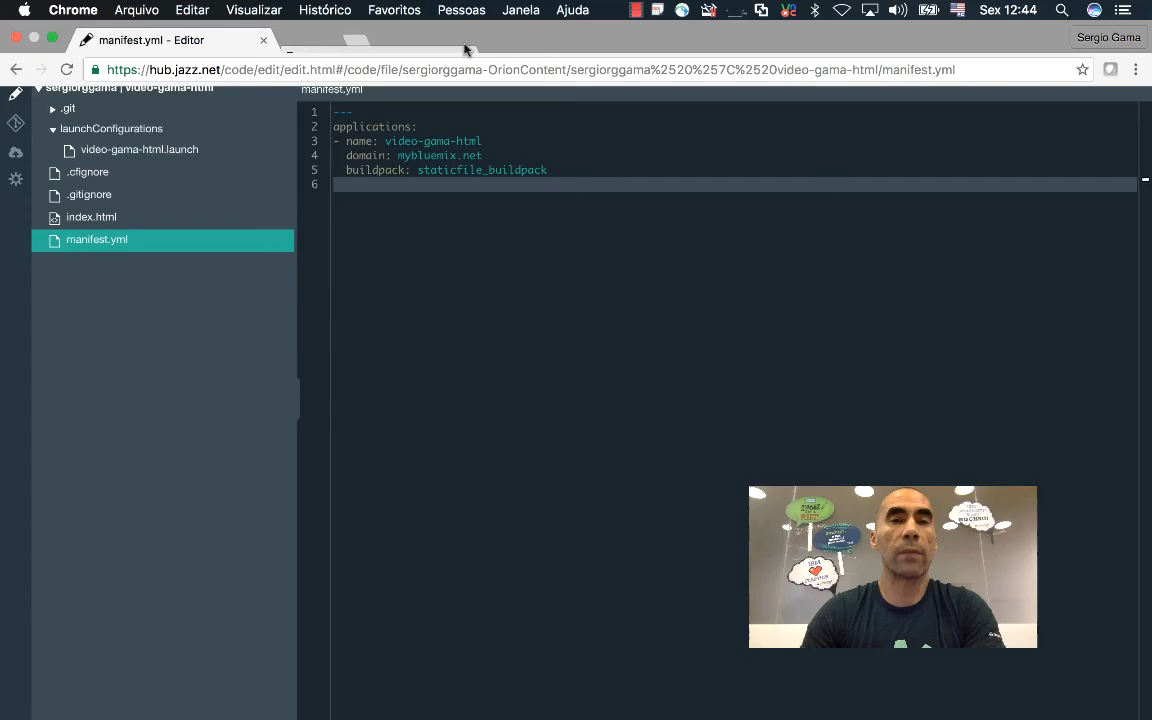 Chrome Arquivo Editar Visualizar Histórico Favoritos Pessoas Janela Ajuda Sex 12:44
manifest.yml - Editor
Sergio Gama
https://hub.jazz.net/code/edit/edit.html#/code/file/sergiorggama-OrionContent/sergiorggama%2520%257C%2520video-gama-html/manifest.yml
sergiorggama | video-gama-html
.git
launchConfigurations
video-gama-html.launch
.cfignore
.gitignore
index.html
manifest.yml
manifest.yml
1 ---
2 applications:
3 - name: video-gama-html
4 domain: mybluemix.net
5 buildpack: staticfile_buildpack
6
IBM